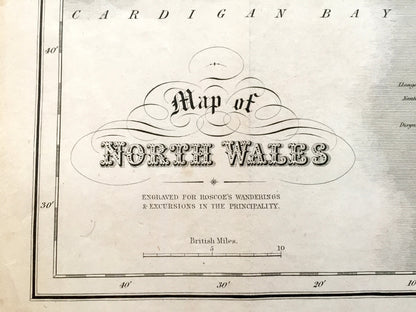 CARDIGAN BAY
40'
Map of
NORTH WALES
ENGRAVED FOR ROSCOE'S WANDERINGS
& EXCURSIONS IN THE PRINCIPALITY.
30'
British Miles.
5 10
40' 30' 20' 10